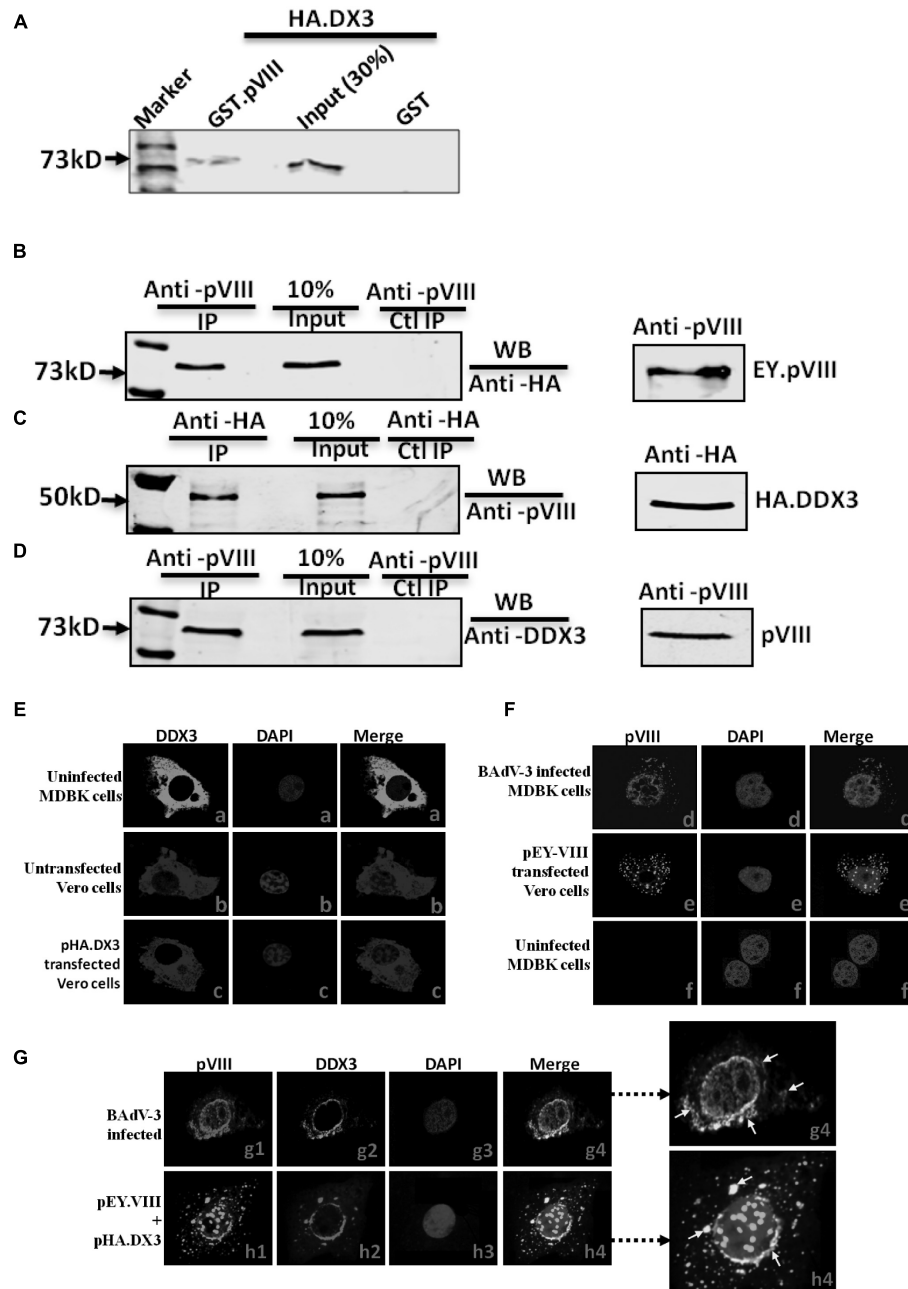 A
HA.DX3
Marker
GST.pVIII
Input (30%)
GST
73kD
B
Anti -pVIII
10%
Anti -pVIII
IP
Input
Ctl IP
73kD
WB
Anti -HA
Anti -pVIII
EY.pVIII
C
Anti -HA
10%
Anti -HA
IP
Input
Ctl IP
50kD
WB
Anti -pVIII
Anti -HA
HA.DDX3
D
Anti -pVIII
10%
Anti -pVIII
IP
Input
Ctl IP
73kD
WB
Anti -DDX3
Anti -pVIII
pVIII
E
DDX3
DAPI
Merge
Uninfected
MDBK cells
a
a
a
Untransfected
Vero cells
b
b
b
pHA.DX3
transfected
Vero cells
c
c
c
F
pVIII
DAPI
Merge
BAdV-3 infected
MDBK cells
d
d
d
pEY-VIII
transfected
Vero cells
e
e
e
Uninfected
MDBK cells
f
f
f
G
pVIII
DDX3
DAPI
Merge
BAdV-3
infected
g1
g2
g3
g4
g4
pEY.VIII
+
pHA.DX3
h1
h2
h3
h4
h4